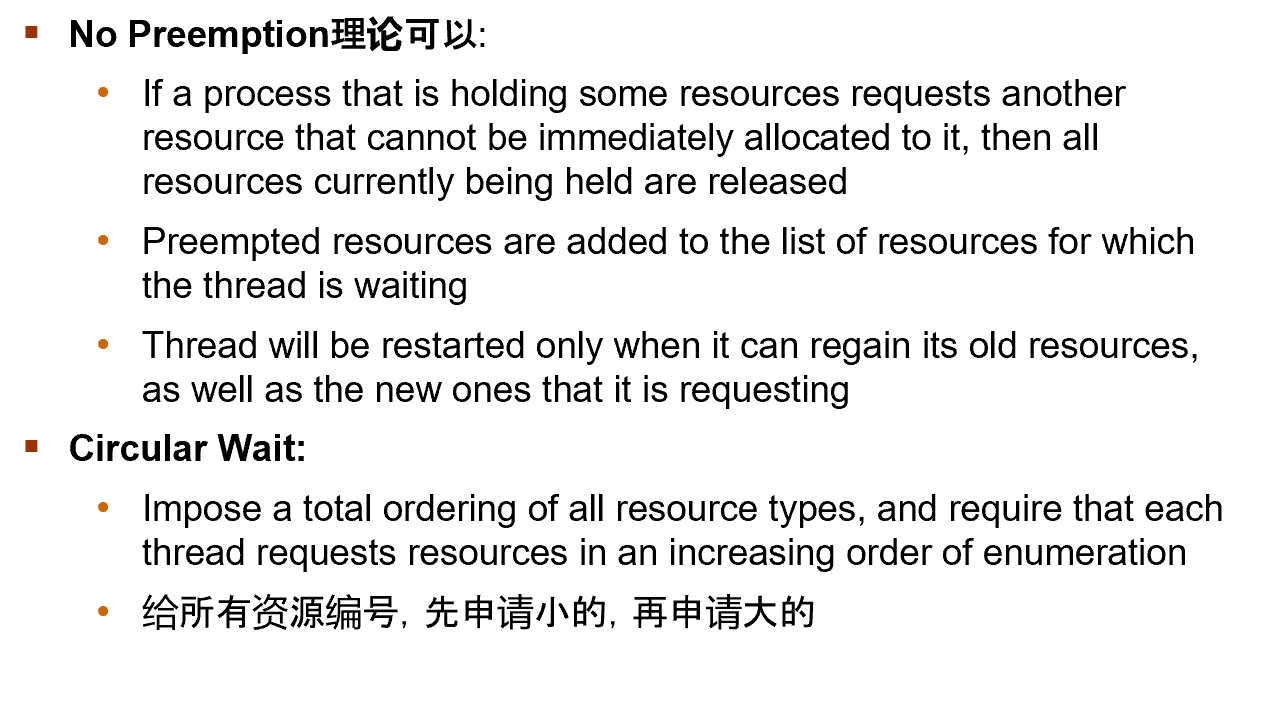 No Preemption理论可以:
If a process that is holding some resources requests another
resource that cannot be immediately allocated to it, then all
resources currently being held are released
Preempted resources are added to the list of resources for which
the thread is waiting
Thread will be restarted only when it can regain its old resources,
as well as the new ones that it is requesting
Circular Wait:
Impose a total ordering of all resource types, and require that each
thread requests resources in an increasing order of enumeration
给所有资源编号，先申请小的，再申请大的